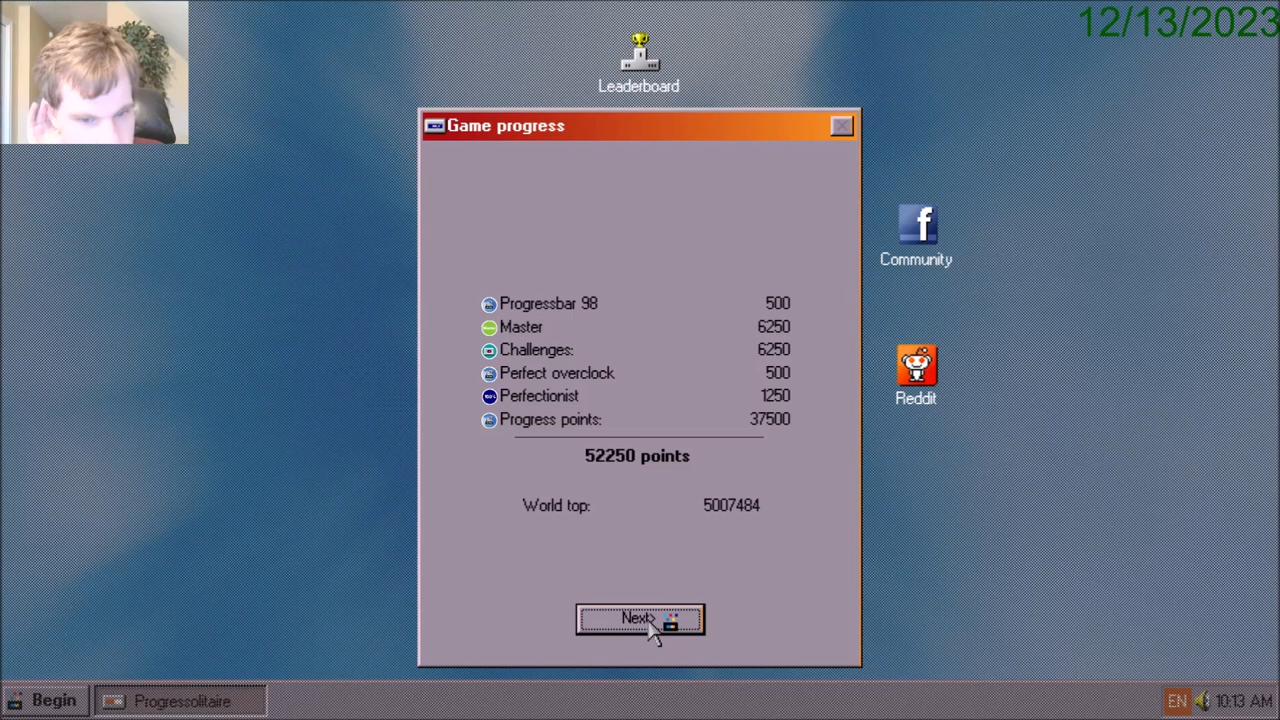 12/13/2023
Leaderboard
Game progress
Community
Progressbar 98 500
Master 6250
Challenges: 6250
Perfect overclock 500
Perfectionist 1250
Progress points: 37500
Reddit
52250 points
World top: 5007484
Next>
Begin
Progressolitaire
EN
10:13 AM